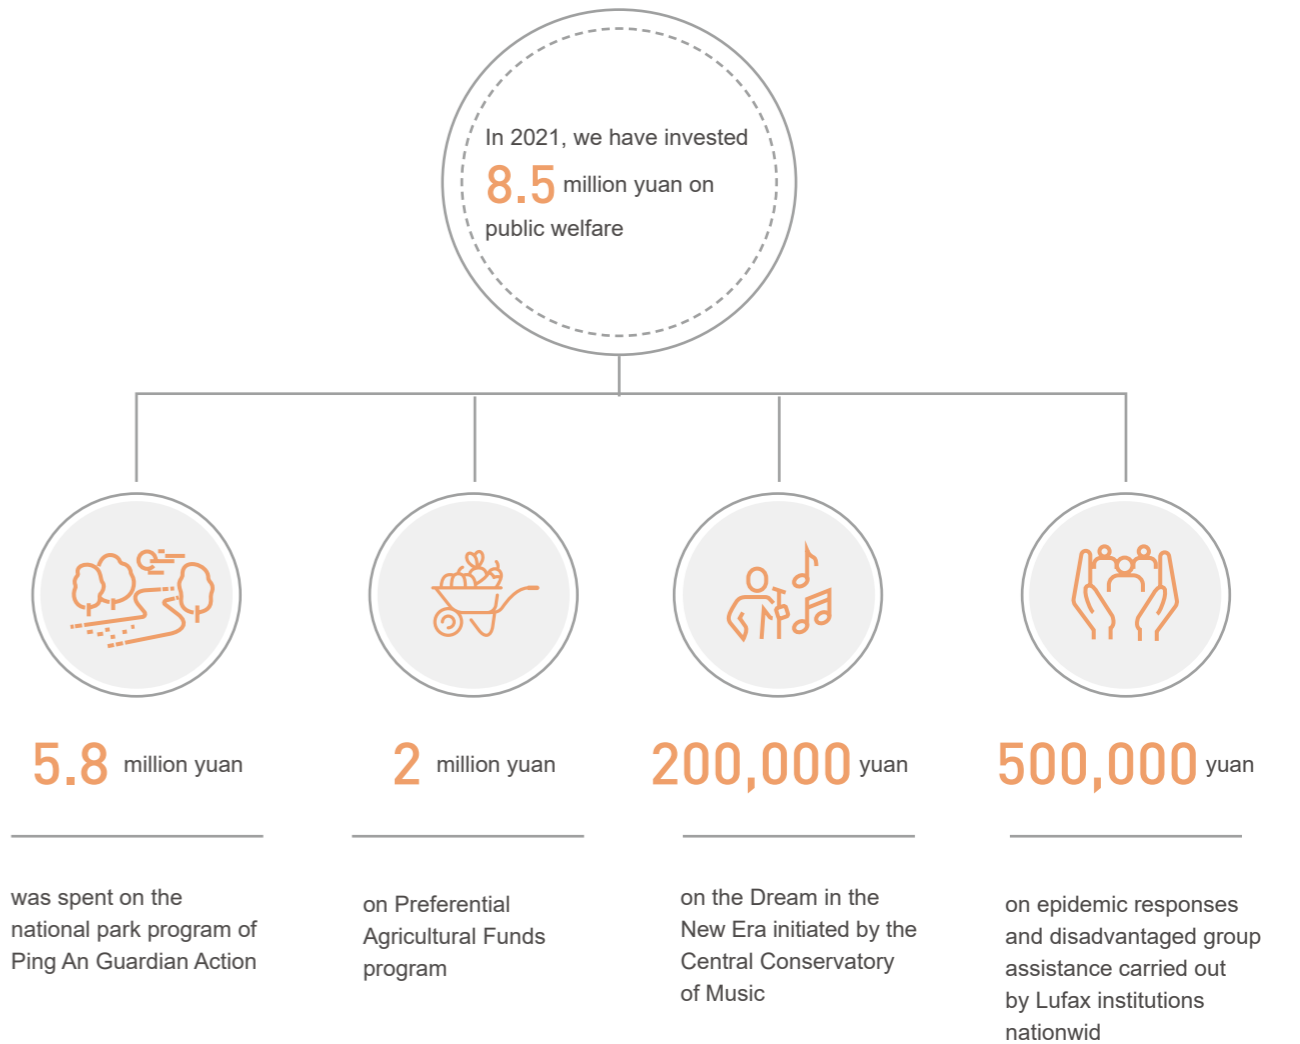 In 2021, we have invested
8.5 million yuan on
public welfare
5.8 million yuan
was spent on the
national park program of
Ping An Guardian Action
2 million yuan
on Preferential
Agricultural Funds
program
200,000 yuan
on the Dream in the
New Era initiated by the
Central Conservatory
of Music
500,000 yuan
on epidemic responses
and disadvantaged group
assistance carried out
by Lufax institutions
nationwid